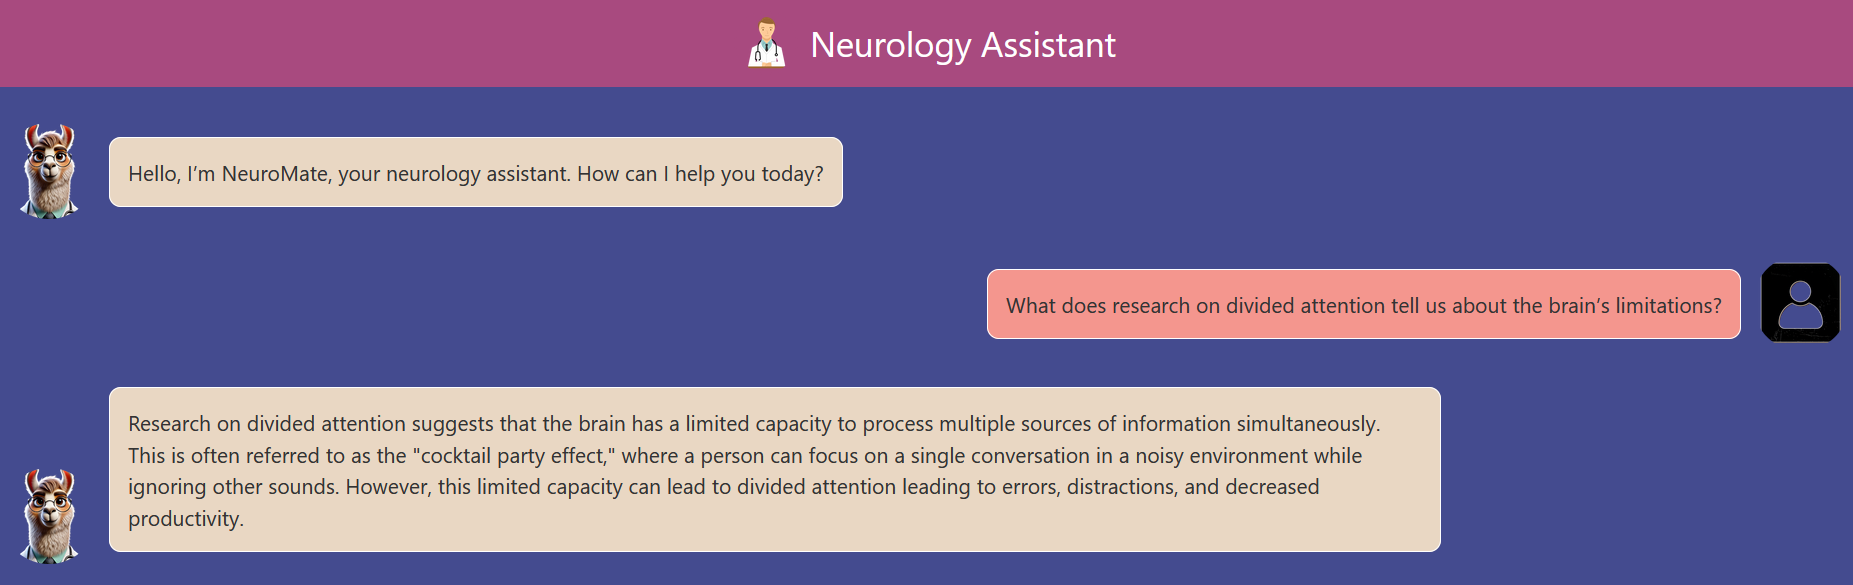 Neurology Assistant
Hello, I’m NeuroMate, your neurology assistant. How can I help you today?
What does research on divided attention tell us about the brain’s limitations?
Research on divided attention suggests that the brain has a limited capacity to process multiple sources of information simultaneously.
This is often referred to as the "cocktail party effect," where a person can focus on a single conversation in a noisy environment while
ignoring other sounds. However, this limited capacity can lead to divided attention leading to errors, distractions, and decreased
productivity.